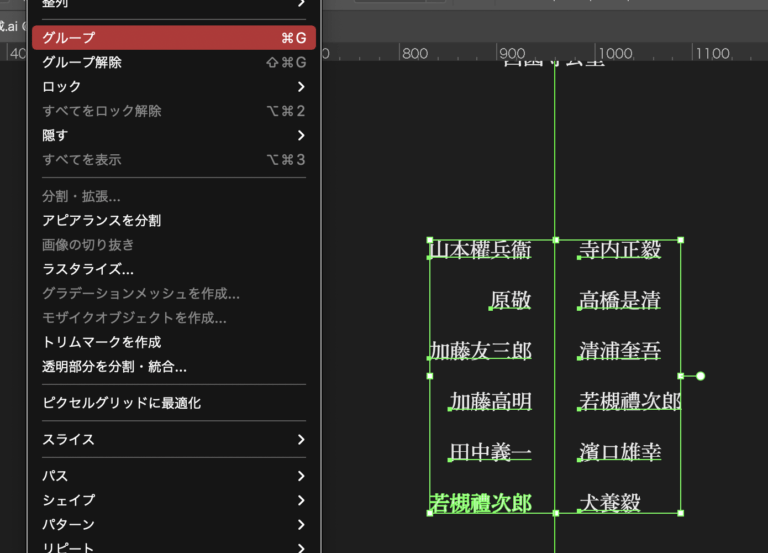 整列
.ai
グループ ⌘G
グループ解除 ⇧⌘G
ロック
すべてをロック解除 ⌥⌘2
隠す
すべてを表示 ⌥⌘3
分割・拡張...
アピアランスを分割
画像の切り抜き
ラスタライズ...
グラデーションメッシュを作成...
モザイクオブジェクトを作成...
トリムマークを作成
透明部分を分割・統合...
ピクセルグリッドに最適化
スライス
パス
シェイプ
パターン
リピート
800 900 1000 1100
山本權兵衞 寺内正毅
原敬 高橋是清
加藤友三郎 清浦奎吾
加藤高明 若槻禮次郎
田中義一 濱口雄幸
若槻禮次郎 犬養毅